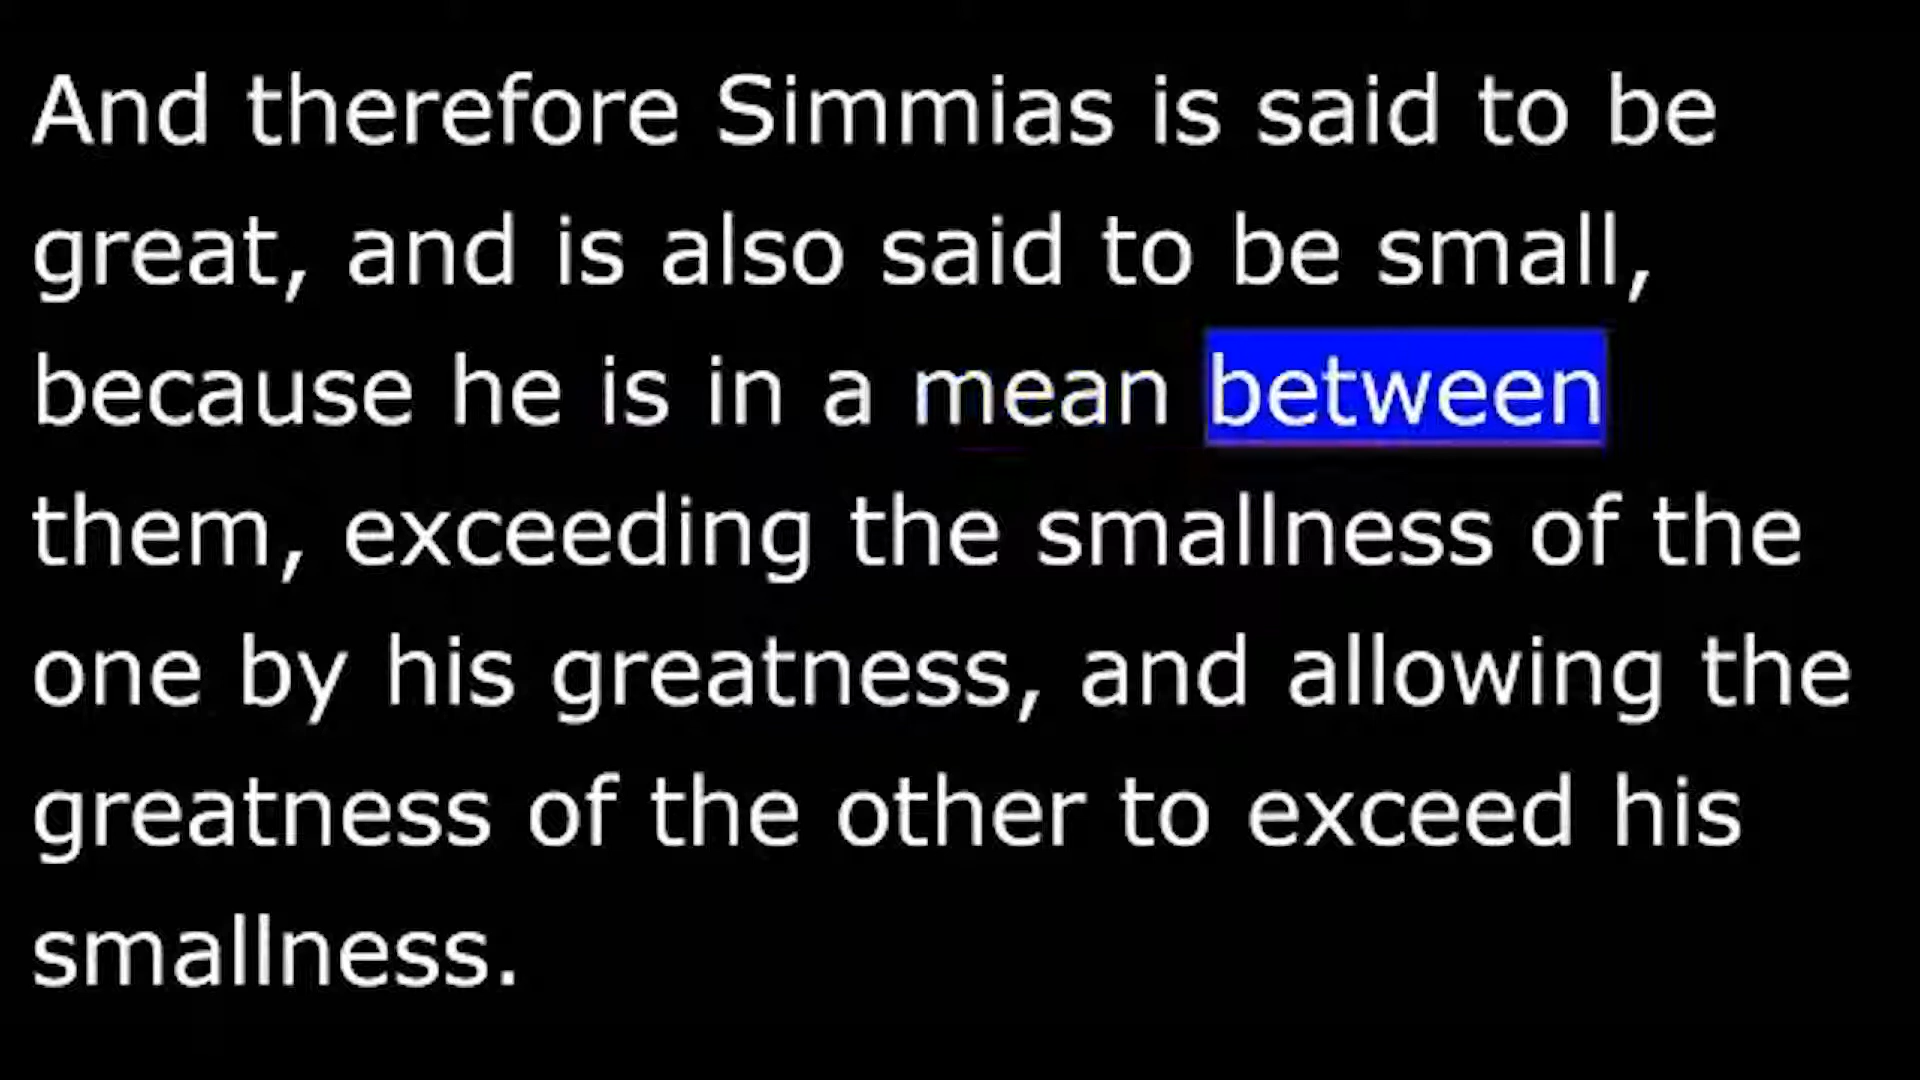 And therefore Simmias is said to be
great, and is also said to be small,
because he is in a mean between
them, exceeding the smallness of the
one by his greatness, and allowing the
greatness of the other to exceed his
smallness.